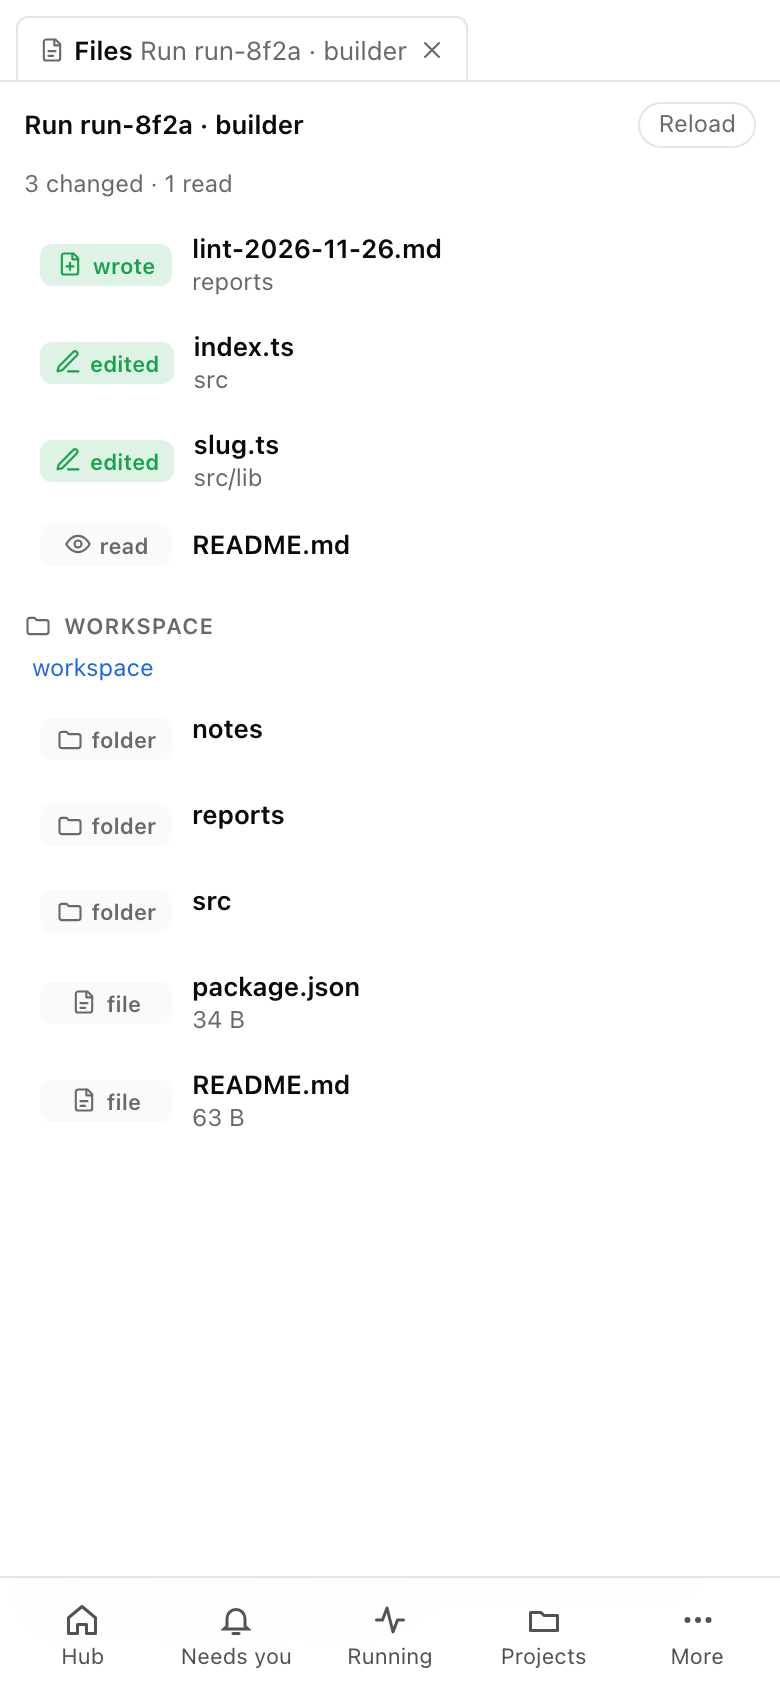 Files Run run-8f2a · builder
Run run-8f2a · builder
Reload
3 changed · 1 read
wrote
lint-2026-11-26.md
reports
edited
index.ts
src
edited
slug.ts
src/lib
read
README.md
WORKSPACE
workspace
folder
notes
folder
reports
folder
src
file
package.json
34 B
file
README.md
63 B
Hub
Needs you
Running
Projects
More